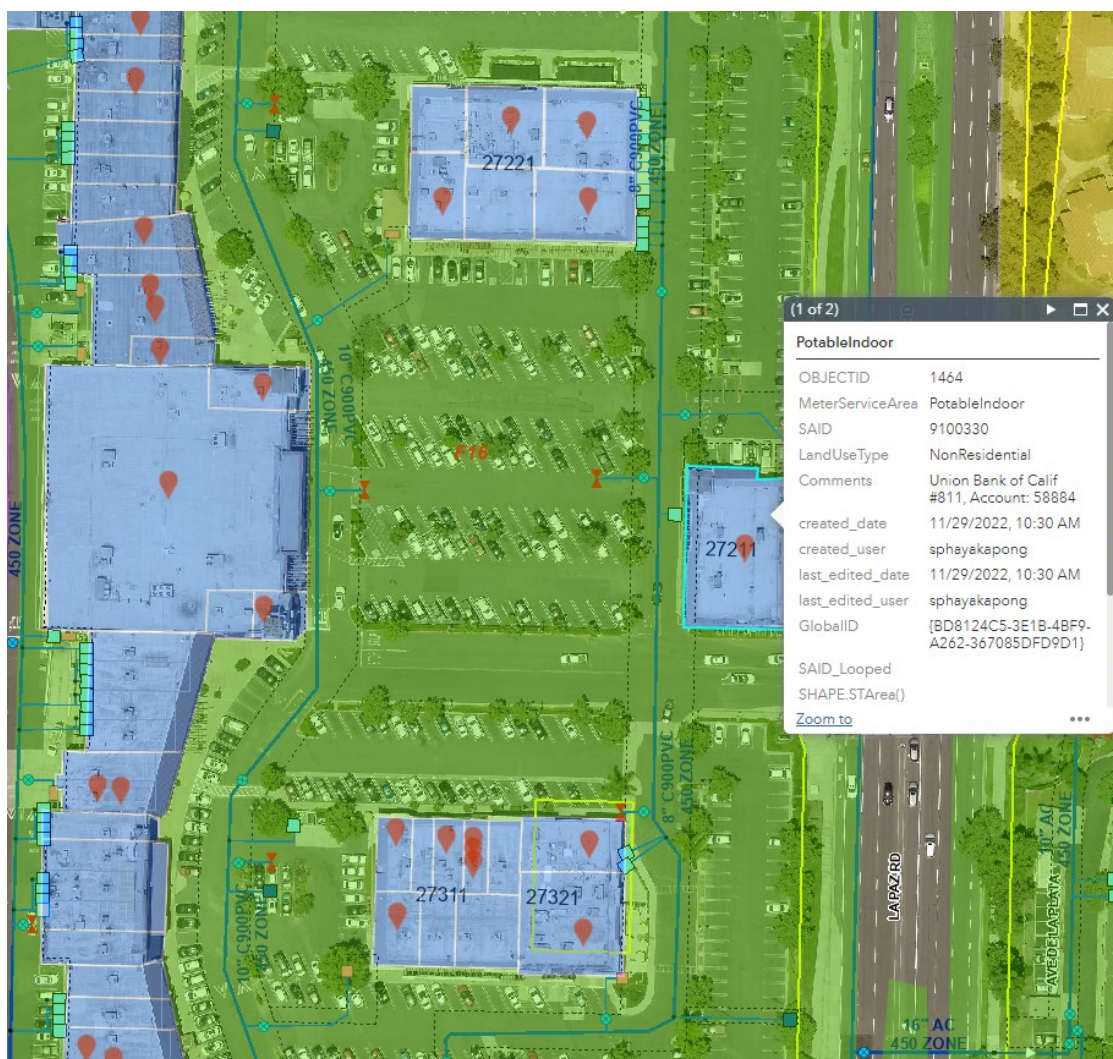 27221
8" C900PVC
450 ZONE
10" C900PVC
450 ZONE
F16
450 ZONE
27211
RD
(1 of 2)
PotableIndoor
OBJECTID 1464
MeterServiceArea PotableIndoor
SAID 9100330
LandUseType NonResidential
Comments Union Bank of Calif
#811, Account: 58884
created_date 11/29/2022, 10:30 AM
created_user sphayakapong
last_edited_date 11/29/2022, 10:30 AM
last_edited_user sphayakapong
GlobalID {BD8124C5-3E1B-4BF9-
A262-367085DFD9D1}
SAID_Looped
SHAPE.STArea()
Zoom to
8" C900PVC
450 ZONE
27311
27321
10" C900PVC
450 ZONE
LA PAZ RD
AVE DE LA PLATA
10" AC
450 ZONE
16" AC
450 ZONE